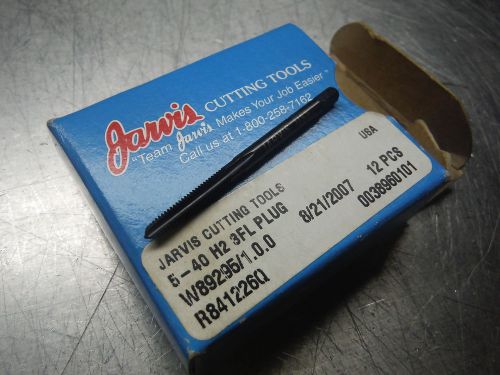 Jarvis CUTTING TOOLS
"Team Jarvis Makes Your Job Easier"
Call us at 1-800-258-7162
JARVIS CUTTING TOOLS USA
5-40 H2 3FL PLUG
W89295/1.0.0 8/21/2007 12 PCS
R841226Q 0038960101